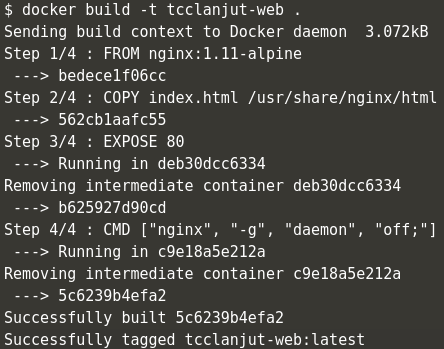 $ docker build -t tcclanjut-web .
Sending build context to Docker daemon  3.072kB
Step 1/4 : FROM nginx:1.11-alpine
 ---> bedece1f06cc
Step 2/4 : COPY index.html /usr/share/nginx/html
 ---> 562cb1aafc55
Step 3/4 : EXPOSE 80
 ---> Running in deb30dcc6334
Removing intermediate container deb30dcc6334
 ---> b625927d90cd
Step 4/4 : CMD ["nginx", "-g", "daemon", "off;"]
 ---> Running in c9e18a5e212a
Removing intermediate container c9e18a5e212a
 ---> 5c6239b4efa2
Successfully built 5c6239b4efa2
Successfully tagged tcclanjut-web:latest